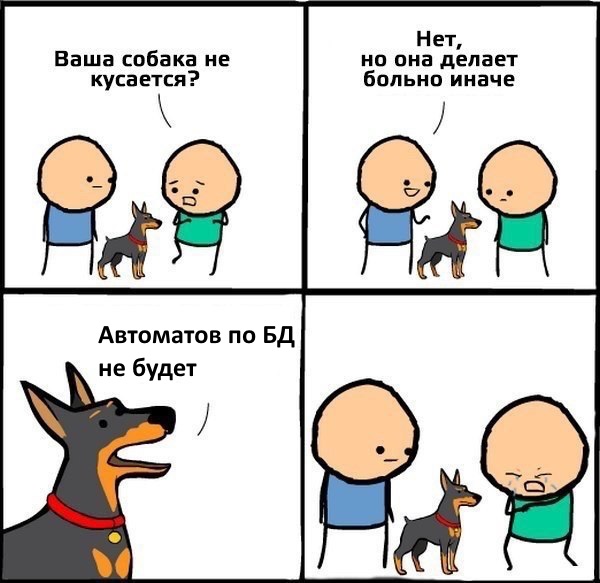 Ваша собака не
кусается?
Нет,
но она делает
больно иначе
Автоматов по БД
не будет